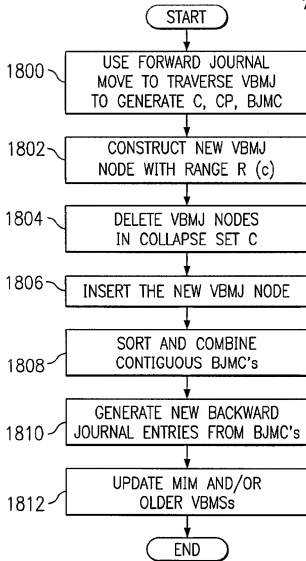 START
1800
USE FORWARD JOURNAL
MOVE TO TRAVERSE VBMJ
TO GENERATE C, CP, BJMC
1802
CONSTRUCT NEW VBMJ
NODE WITH RANGE R (c)
1804
DELETE VBMJ NODES
IN COLLAPSE SET C
1806
INSERT THE NEW VBMJ NODE
1808
SORT AND COMBINE
CONTIGUOUS BJMC's
1810
GENERATE NEW BACKWARD
JOURNAL ENTRIES FROM BJMC's
1812
UPDATE MIM AND/OR
OLDER VBMSs
END